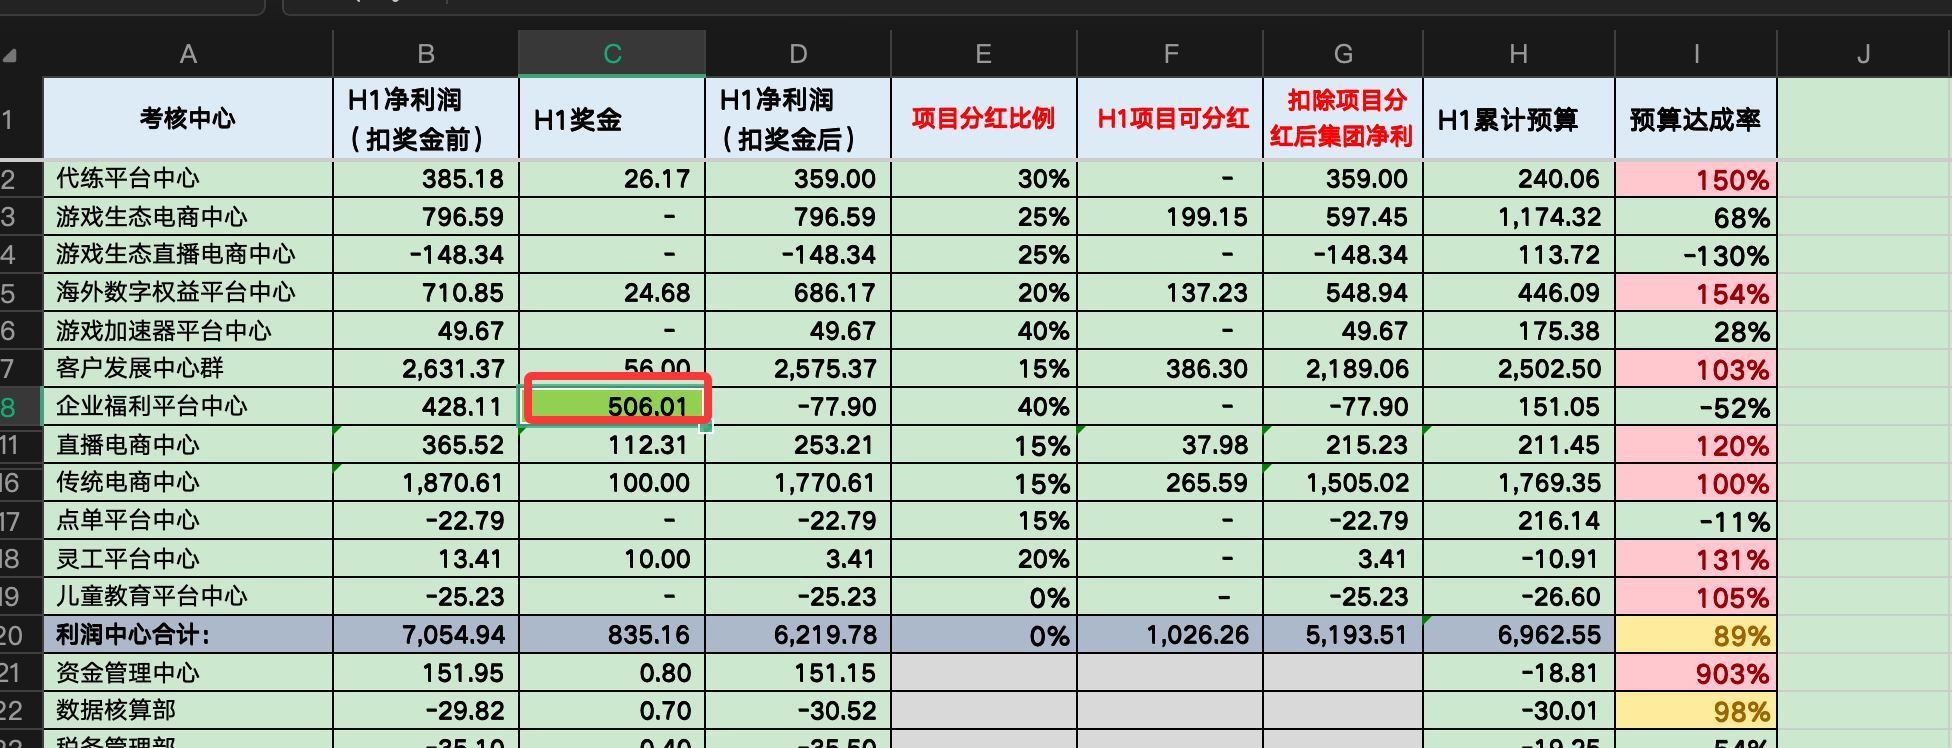 A B C D E F G H I J
1 考核中心 H1净利润（扣奖金前） H1奖金 H1净利润（扣奖金后） 项目分红比例 H1项目可分红 扣除项目分红后集团净利 H1累计预算 预算达成率
2 代练平台中心 385.18 26.17 359.00 30% - 359.00 240.06 150%
3 游戏生态电商中心 796.59 - 796.59 25% 199.15 597.45 1,174.32 68%
4 游戏生态直播电商中心 -148.34 - -148.34 25% - -148.34 113.72 -130%
5 海外数字权益平台中心 710.85 24.68 686.17 20% 137.23 548.94 446.09 154%
6 游戏加速器平台中心 49.67 - 49.67 40% - 49.67 175.38 28%
7 客户发展中心群 2,631.37 56.00 2,575.37 15% 386.30 2,189.06 2,502.50 103%
8 企业福利平台中心 428.11 506.01 -77.90 40% - -77.90 151.05 -52%
11 直播电商中心 365.52 112.31 253.21 15% 37.98 215.23 211.45 120%
16 传统电商中心 1,870.61 100.00 1,770.61 15% 265.59 1,505.02 1,769.35 100%
17 点单平台中心 -22.79 - -22.79 15% - -22.79 216.14 -11%
18 灵工平台中心 13.41 10.00 3.41 20% - 3.41 -10.91 131%
19 儿童教育平台中心 -25.23 - -25.23 0% - -25.23 -26.60 105%
20 利润中心合计: 7,054.94 835.16 6,219.78 0% 1,026.26 5,193.51 6,962.55 89%
21 资金管理中心 151.95 0.80 151.15 -18.81 903%
22 数据核算部 -29.82 0.70 -30.52 -30.01 98%
税务管理部 -35.10 0.40 -35.50 -19.25 54%